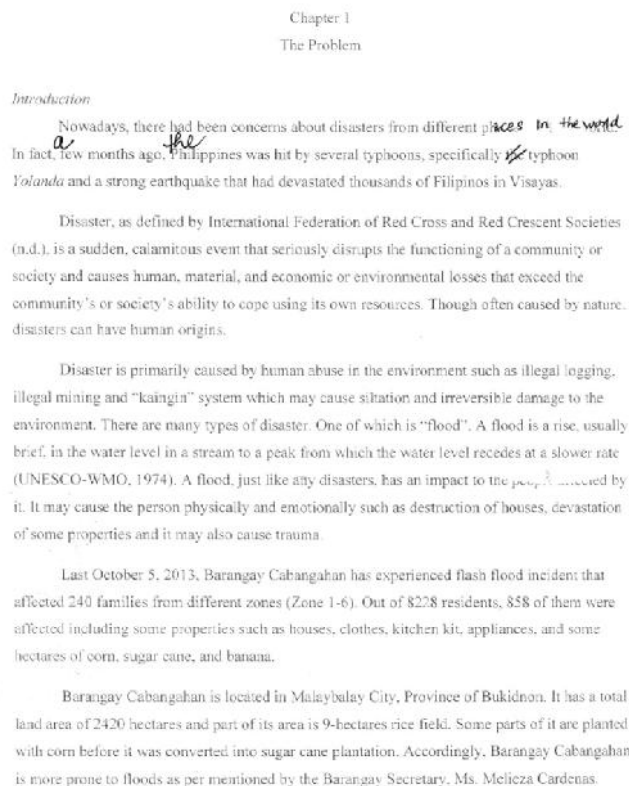 Chapter 1
The Problem
Introduction
Nowadays, there had been concerns about disasters from different places in the world
In fact, a few months ago, the Philippines was hit by several typhoons, specifically the typhoon
Yolanda and a strong earthquake that had devastated thousands of Filipinos in Visayas.
Disaster, as defined by International Federation of Red Cross and Red Crescent Societies
(n.d.), is a sudden, calamitous event that seriously disrupts the functioning of a community or
society and causes human, material, and economic or environmental losses that exceed the
community's or society's ability to cope using its own resources. Though often caused by nature,
disasters can have human origins.
Disaster is primarily caused by human abuse in the environment such as illegal logging,
illegal mining and "kaingin" system which may cause siltation and irreversible damage to the
environment. There are many types of disaster. One of which is "flood". A flood is a rise, usually
brief, in the water level in a stream to a peak from which the water level recedes at a slower rate
(UNESCO-WMO, 1974). A flood, just like any disasters, has an impact to the by
it. It may cause the person physically and emotionally such as destruction of houses, devastation
of some properties and it may also cause trauma.
Last October 5, 2013, Barangay Cabangahan has experienced flash flood incident that
affected 240 families from different zones (Zone 1-6). Out of 8228 residents, 858 of them were
affected including some properties such as houses, clothes, kitchen kit, appliances, and some
hectares of corn, sugar cane, and banana.
Barangay Cabangahan is located in Malaybalay City, Province of Bukidnon. It has a total
land area of 2420 hectares and part of its area is 9-hectares rice field. Some parts of it are planted
with corn before it was converted into sugar cane plantation. Accordingly, Barangay Cabangahan
is more prone to floods as per mentioned by the Barangay Secretary, Ms. Melieza Cardenas.